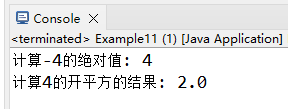 Console
<terminated> Example11 (1) [Java Application]
计算-4的绝对值: 4
计算4的开平方的结果: 2.0